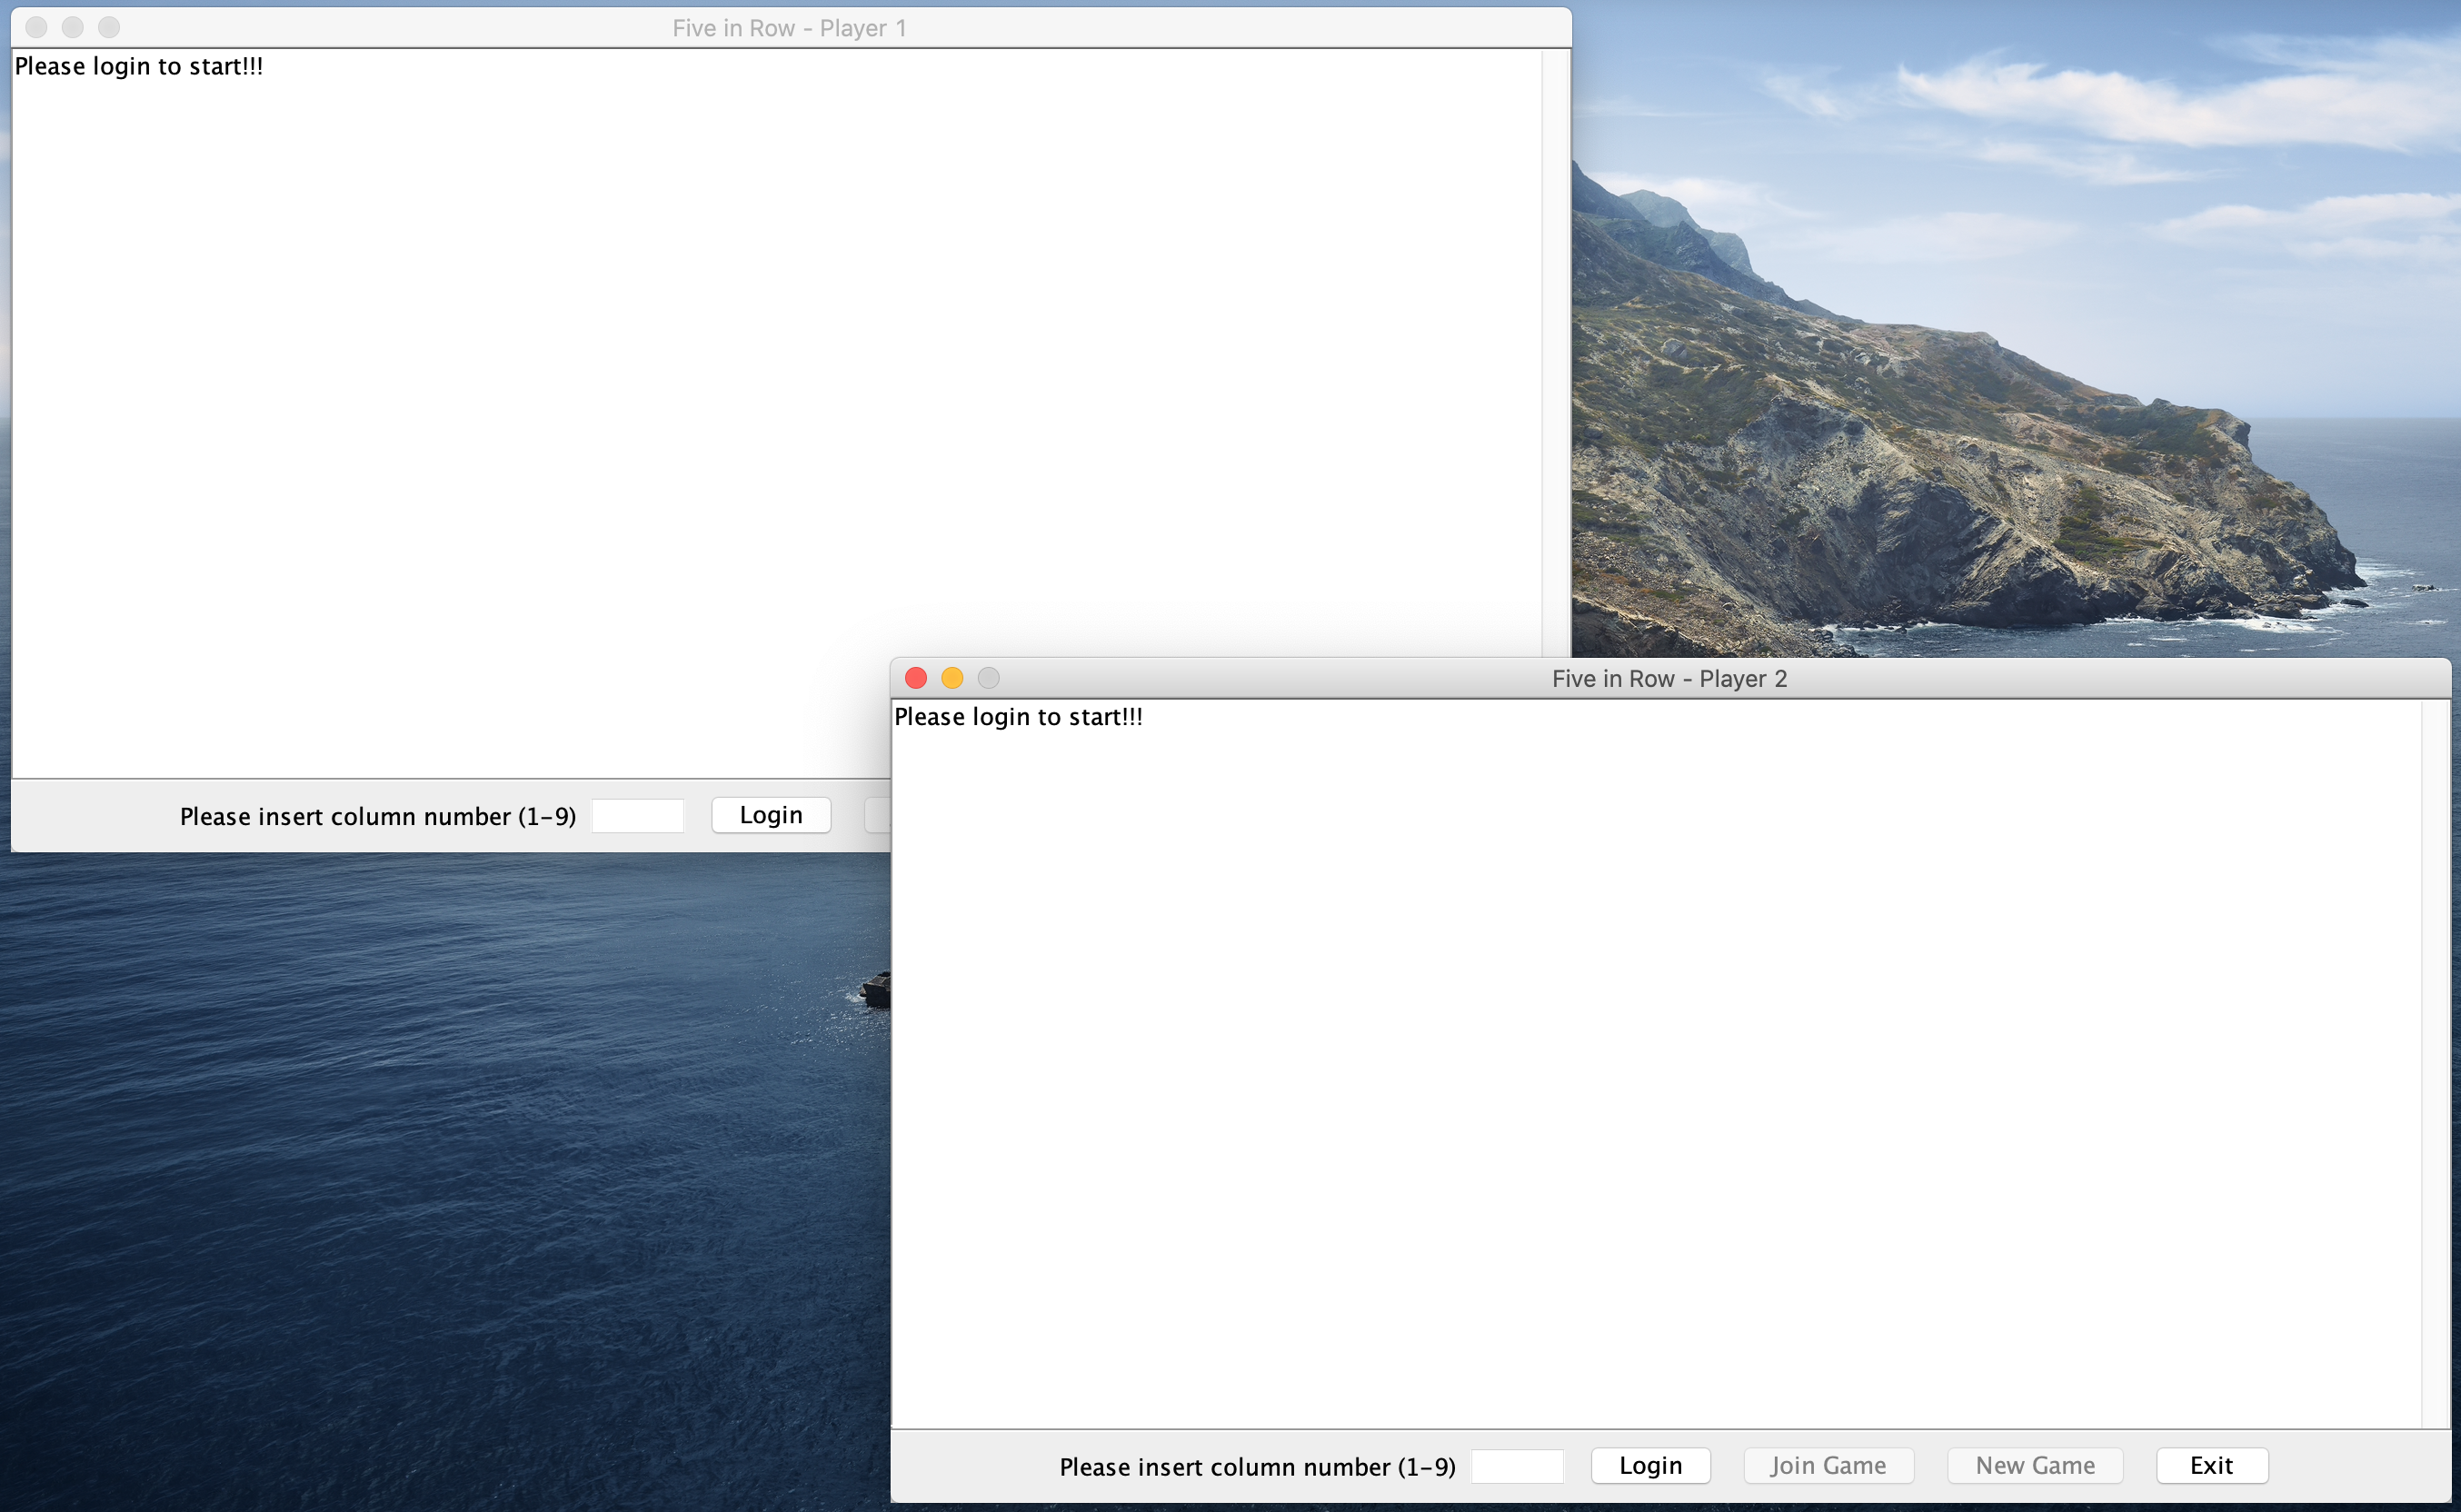 Five in Row - Player 1
Please login to start!!!
Please insert column number (1-9) Login
Five in Row - Player 2
Please login to start!!!
Please insert column number (1-9) Login Join Game New Game Exit